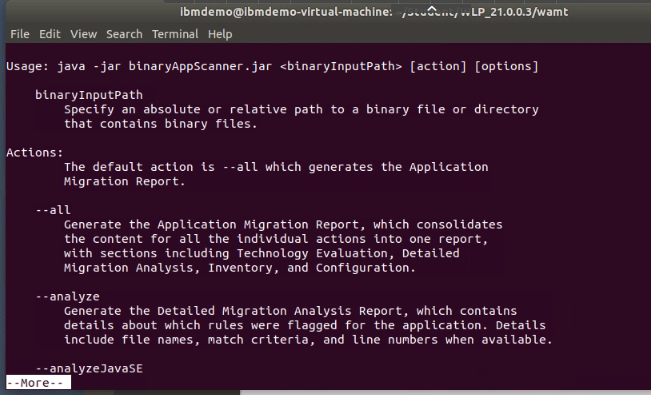 ibmdemo@ibmdemo-virtual-machine: ~/Student/WLP_21.0.0.3/wamt
File Edit View Search Terminal Help
Usage: java -jar binaryAppScanner.jar <binaryInputPath> [action] [options]
binaryInputPath
Specify an absolute or relative path to a binary file or directory
that contains binary files.
Actions:
The default action is --all which generates the Application
Migration Report.
--all
Generate the Application Migration Report, which consolidates
the content for all the individual actions into one report,
with sections including Technology Evaluation, Detailed
Migration Analysis, Inventory, and Configuration.
--analyze
Generate the Detailed Migration Analysis Report, which contains
details about which rules were flagged for the application. Details
include file names, match criteria, and line numbers when available.
--analyzeJavaSE
--More--